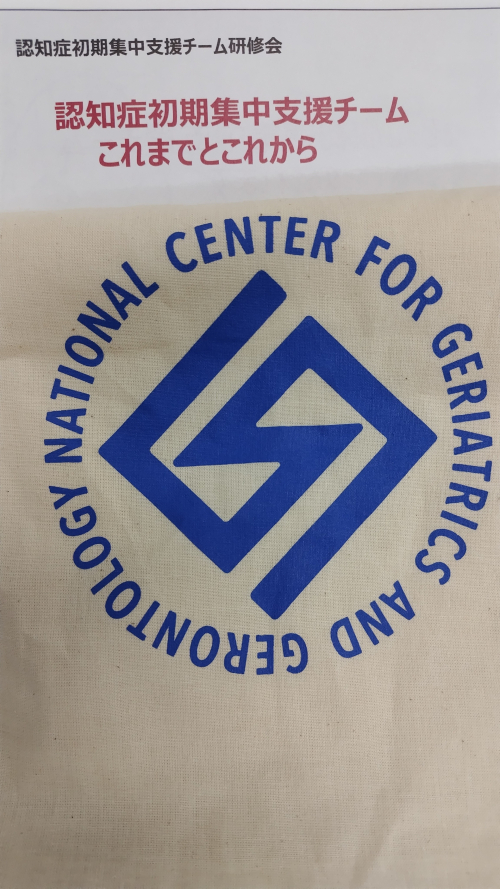 認知症初期集中支援チーム研修会
認知症初期集中支援チーム
これまでとこれから
NATIONAL CENTER FOR GERIATRICS AND GERONTOLOGY